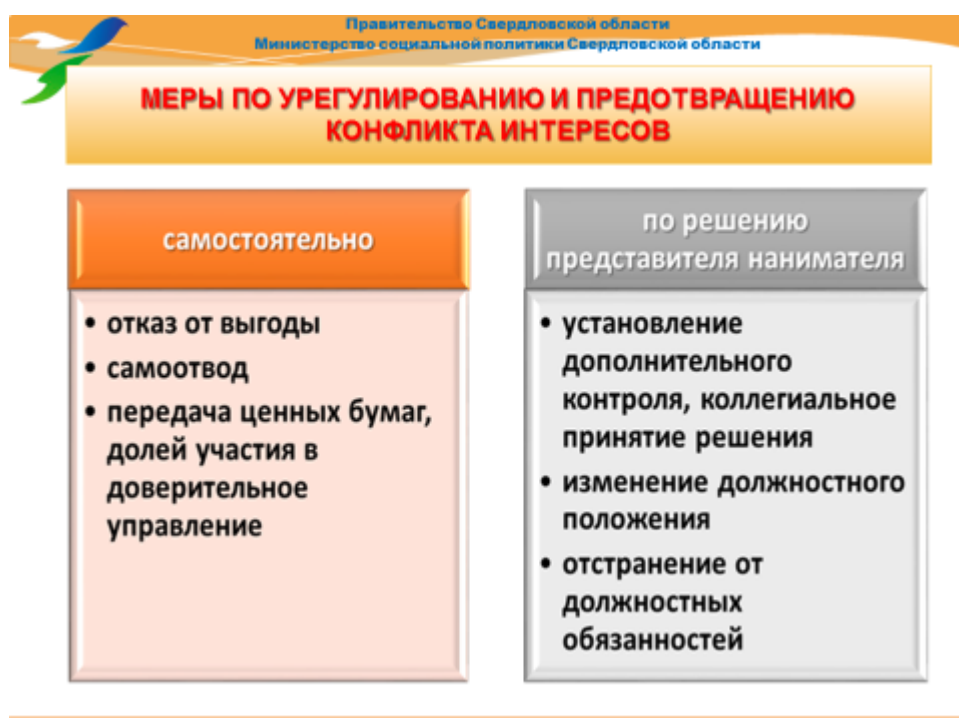 Правительство Свердловской области
Министерство социальной политики Свердловской области
МЕРЫ ПО УРЕГУЛИРОВАНИЮ И ПРЕДОТВРАЩЕНИЮ
КОНФЛИКТА ИНТЕРЕСОВ
самостоятельно
• отказ от выгоды
• самоотвод
• передача ценных бумаг,
долей участия в
доверительное
управление
по решению
представителя нанимателя
• установление
дополнительного
контроля, коллегиальное
принятие решения
• изменение должностного
положения
• отстранение от
должностных
обязанностей